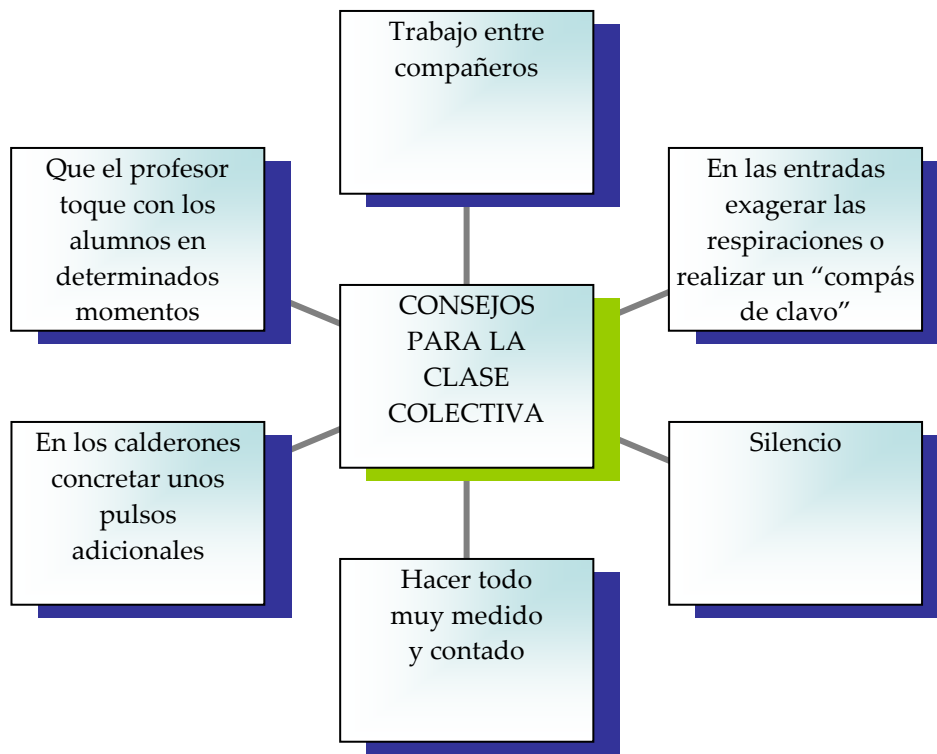 Trabajo entre
compañeros
Que el profesor
toque con los
alumnos en
determinados
momentos
En las entradas
exagerar las
respiraciones o
realizar un “compás
de clavo”
CONSEJOS
PARA LA
CLASE
COLECTIVA
En los calderones
concretar unos
pulsos
adicionales
Silencio
Hacer todo
muy medido
y contado